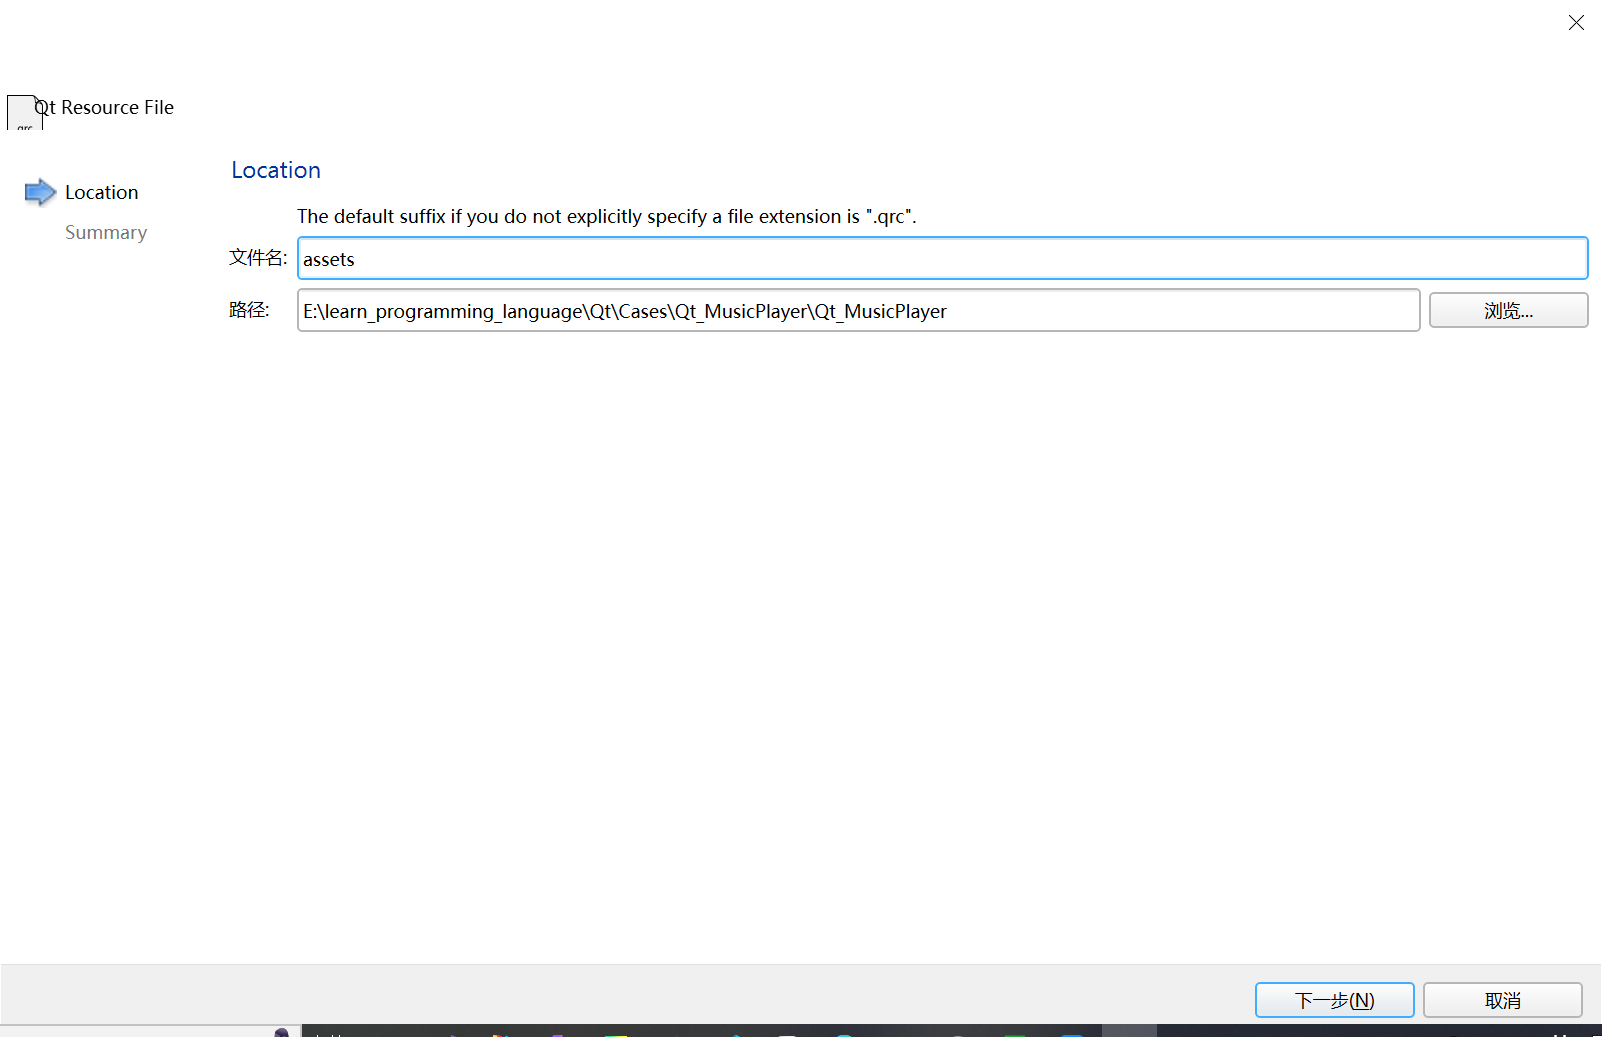 Qt Resource File
Location
Location
The default suffix if you do not explicitly specify a file extension is ".qrc".
Summary
文件名:
assets
路径:
E:\learn_programming_language\Qt\Cases\Qt_MusicPlayer\Qt_MusicPlayer
浏览...
下一步(N)
取消